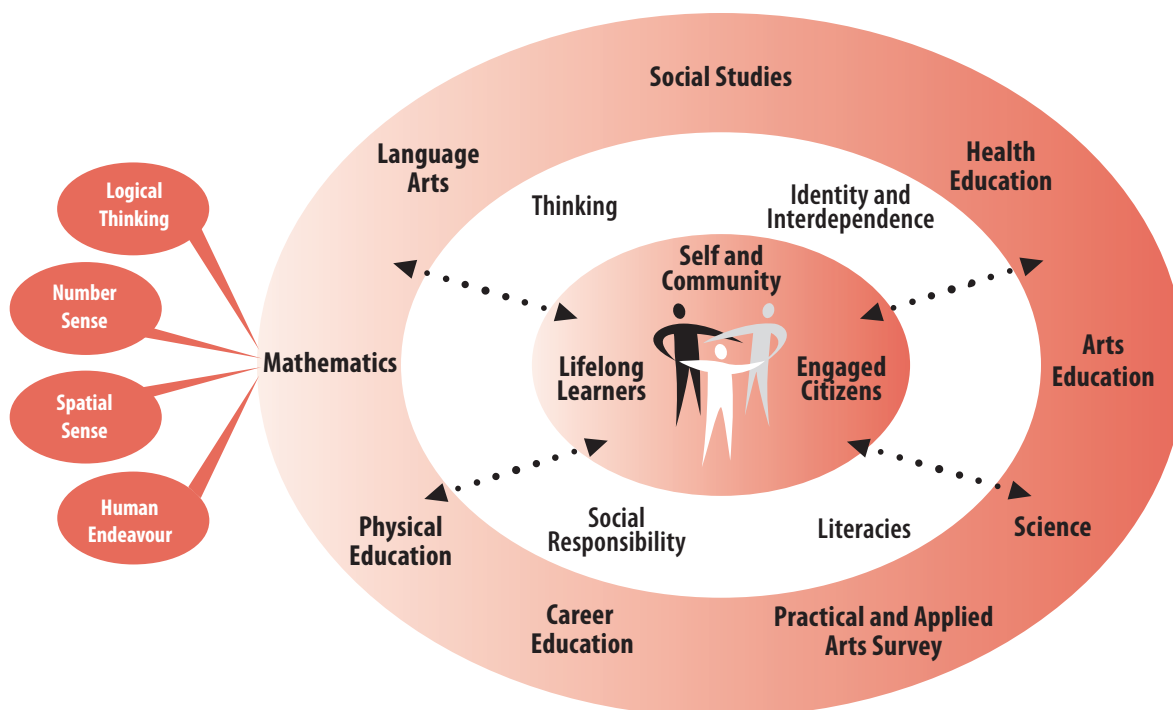 Social Studies
Language
Arts
Health
Education
Logical
Thinking
Thinking
Identity and
Interdependence
Self and
Community
Number
Sense
Mathematics
Lifelong
Learners
Engaged
Citizens
Arts
Education
Spatial
Sense
Human
Endeavour
Physical
Education
Social
Responsibility
Literacies
Science
Career
Education
Practical and Applied
Arts Survey